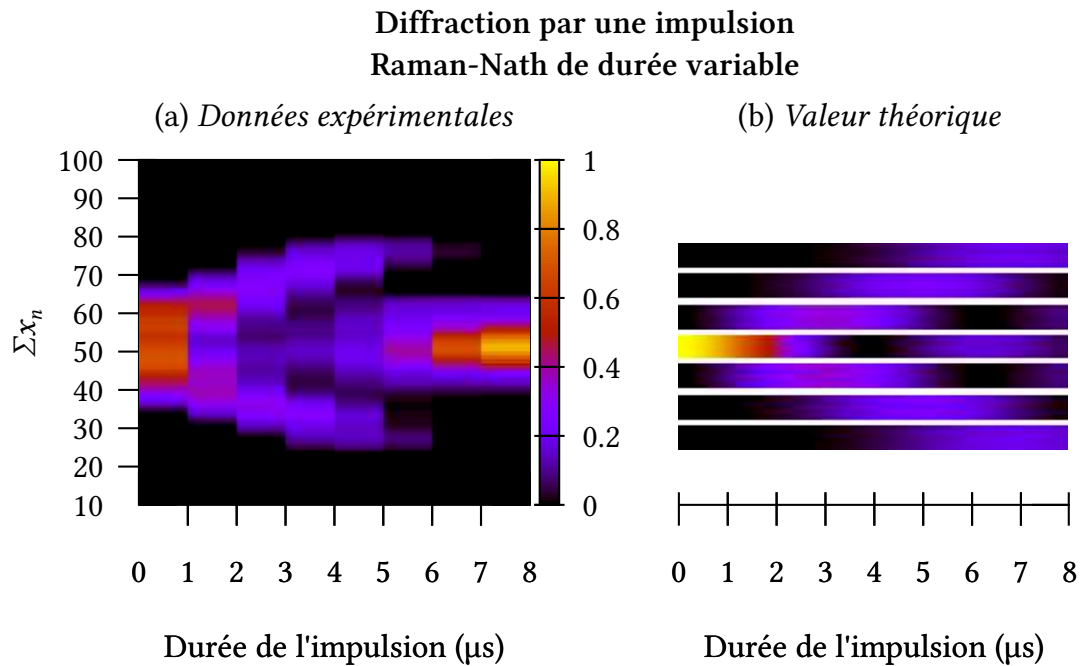 Diffraction par une impulsion
Raman-Nath de durée variable
(a) Données expérimentales
(b) Valeur théorique
100
90
80
70
60
50
40
30
20
10
Σxₙ
1
0.8
0.6
0.4
0.2
0
0 1 2 3 4 5 6 7 8
0 1 2 3 4 5 6 7 8
Durée de l'impulsion (µs)
Durée de l'impulsion (µs)